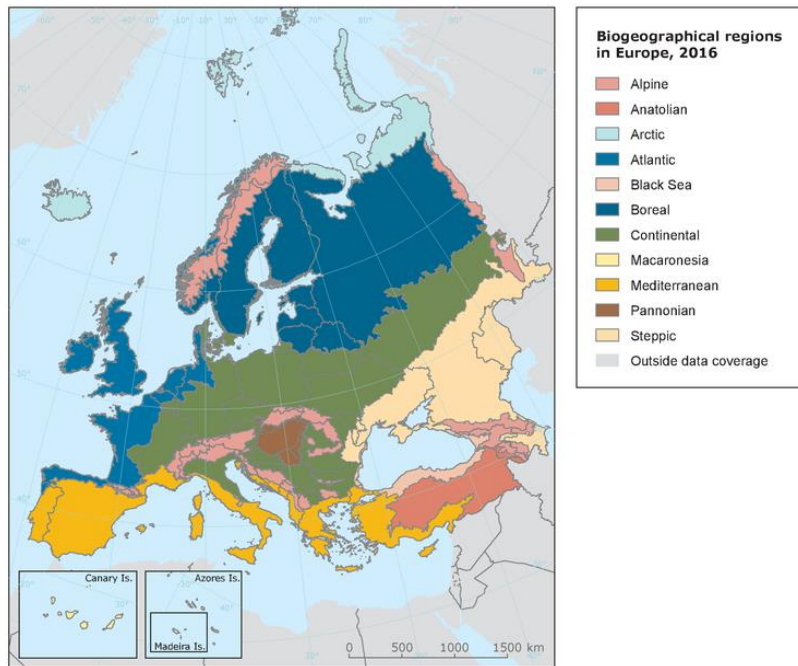 Biogeographical regions
in Europe, 2016
Alpine
Anatolian
Arctic
Atlantic
Black Sea
Boreal
Continental
Macaronesia
Mediterranean
Pannonian
Steppic
Outside data coverage
Canary Is.
Azores Is.
Madeira Is.
0 500 1000 1500 km